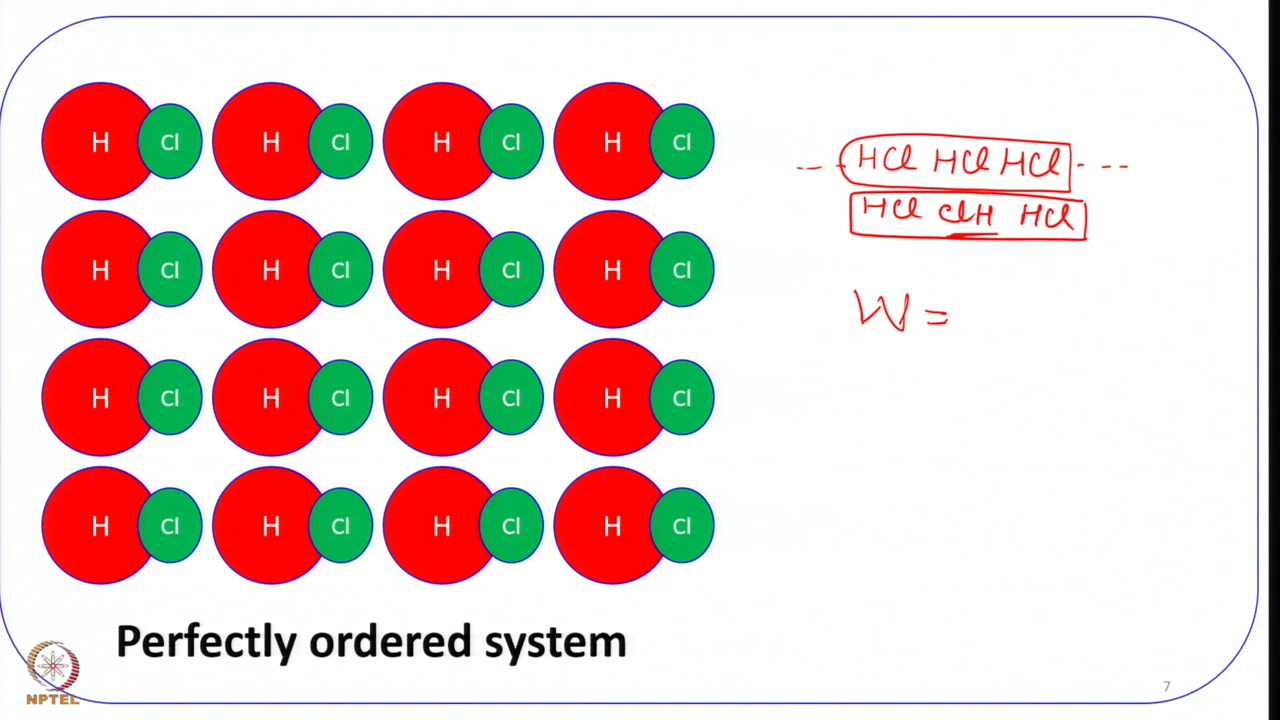 H Cl H Cl H Cl H Cl
H Cl H Cl H Cl H Cl
H Cl H Cl H Cl H Cl
H Cl H Cl H Cl H Cl
Perfectly ordered system
-- - HCl HCl HCl - --
HCl ClH HCl
W =
NPTEL
7